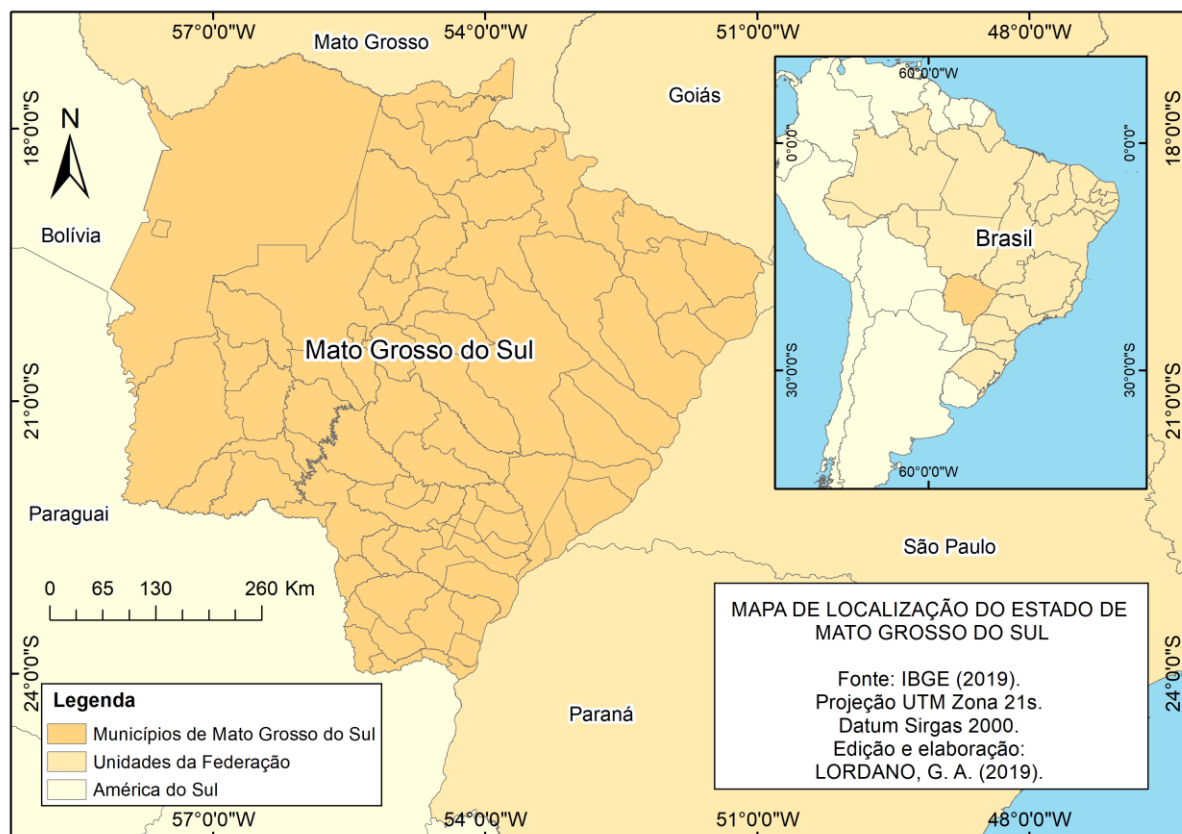 57°0'0"W
54°0'0"W
51°0'0"W
48°0'0"W
Mato Grosso
Goiás
60°0'0"W
N
18°0'0"S
0°0'0"
0°0'0"
18°0'0"S
Bolívia
Brasil
Mato Grosso do Sul
21°0'0"S
30°0'0"S
30°0'0"S
21°0'0"S
60°0'0"W
Paraguai
São Paulo
0 65 130 260 Km
MAPA DE LOCALIZAÇÃO DO ESTADO DE
MATO GROSSO DO SUL
Fonte: IBGE (2019).
Projeção UTM Zona 21s.
Datum Sirgas 2000.
Edição e elaboração:
LORDANO, G. A. (2019).
24°0'0"S
24°0'0"S
Paraná
Legenda
Municípios de Mato Grosso do Sul
Unidades da Federação
América do Sul
57°0'0"W
54°0'0"W
51°0'0"W
48°0'0"W